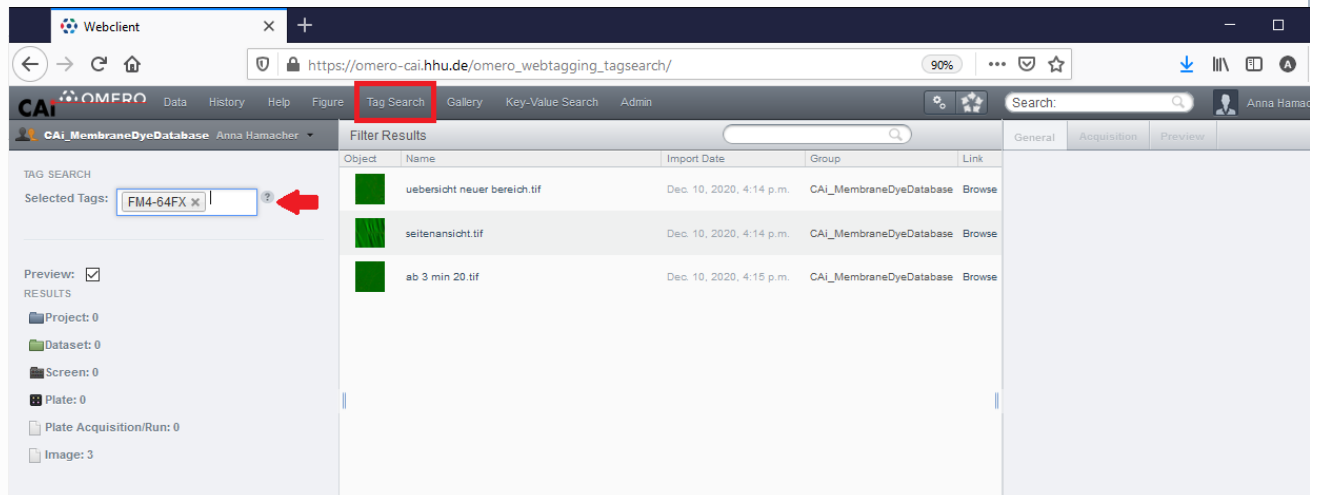 Webclient
https://omero-cai.hhu.de/omero_webtagging_tagsearch/ 90%
CAi OMERO Data History Help Figure Tag Search Gallery Key-Value Search Admin Search: Anna Hamac
CAi_MembraneDyeDatabase Anna Hamacher Filter Results General Acquisition Preview
Object Name Import Date Group Link
TAG SEARCH
Selected Tags: FM4-64FX × ?
uebersicht neuer bereich.tif Dec. 10, 2020, 4:14 p.m. CAi_MembraneDyeDatabase Browse
seitenansicht.tif Dec. 10, 2020, 4:14 p.m. CAi_MembraneDyeDatabase Browse
ab 3 min 20.tif Dec. 10, 2020, 4:15 p.m. CAi_MembraneDyeDatabase Browse
Preview:
RESULTS
Project: 0
Dataset: 0
Screen: 0
Plate: 0
Plate Acquisition/Run: 0
Image: 3